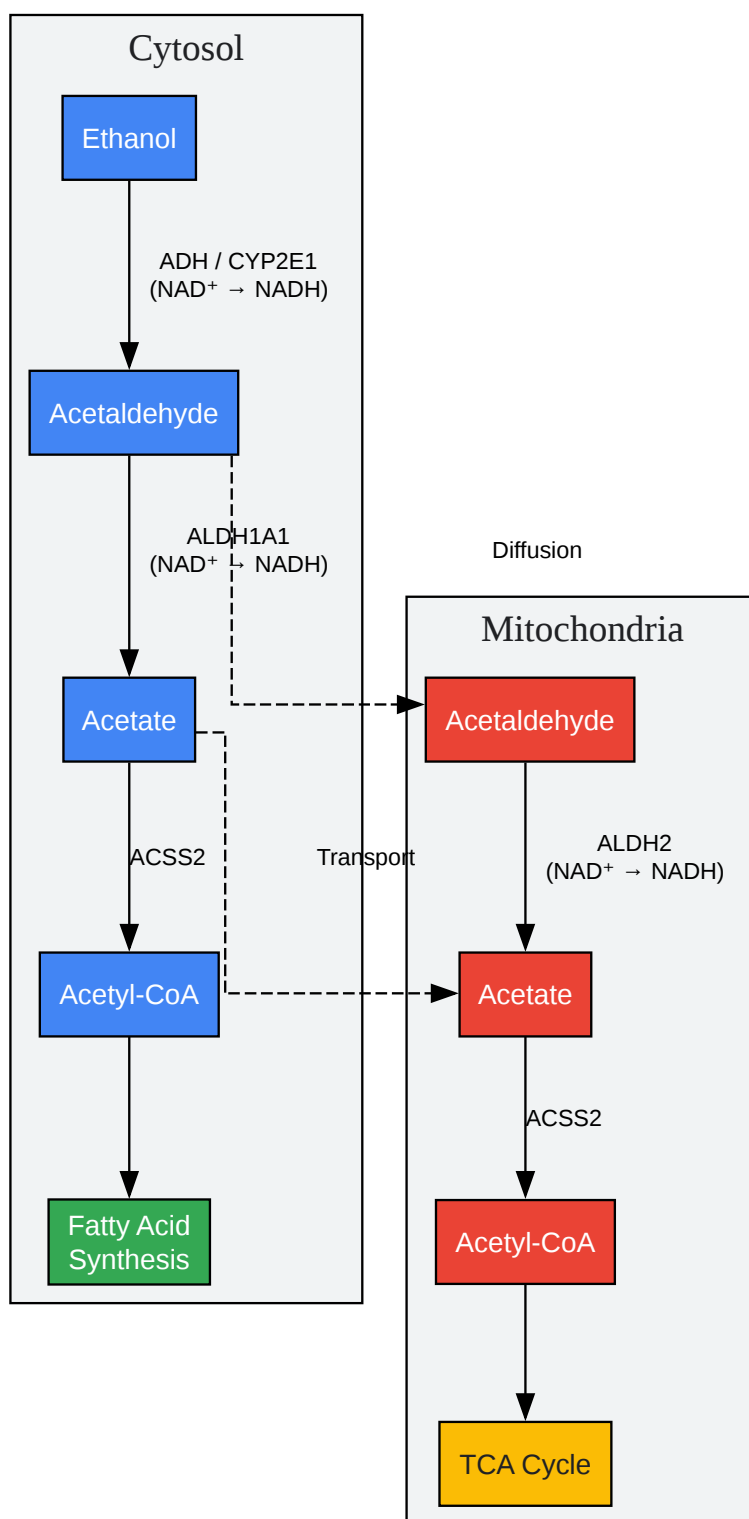 Cytosol
Ethanol
ADH / CYP2E1
(NAD⁺ → NADH)
Acetaldehyde
ALDH1A1
(NAD⁺ → NADH)
Diffusion
Mitochondria
Acetate
Acetaldehyde
ACSS2
Transport
ALDH2
(NAD⁺ → NADH)
Acetyl-CoA
Acetate
ACSS2
Fatty Acid
Synthesis
Acetyl-CoA
TCA Cycle